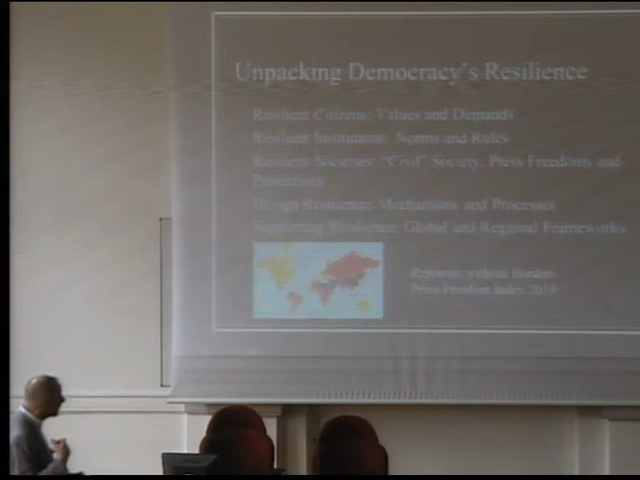 Unpacking Democracy's Resilience
Resilient Citizens: Values and Demands
Resilient Institutions: Norms and Rules
Resilient Societies: "Civil" Society, Press Freedoms and
Protections
Design Resilience: Mechanisms and Processes
Supporting Resilience: Global and Regional Frameworks
Reporters without Borders
Press Freedom Index, 2019